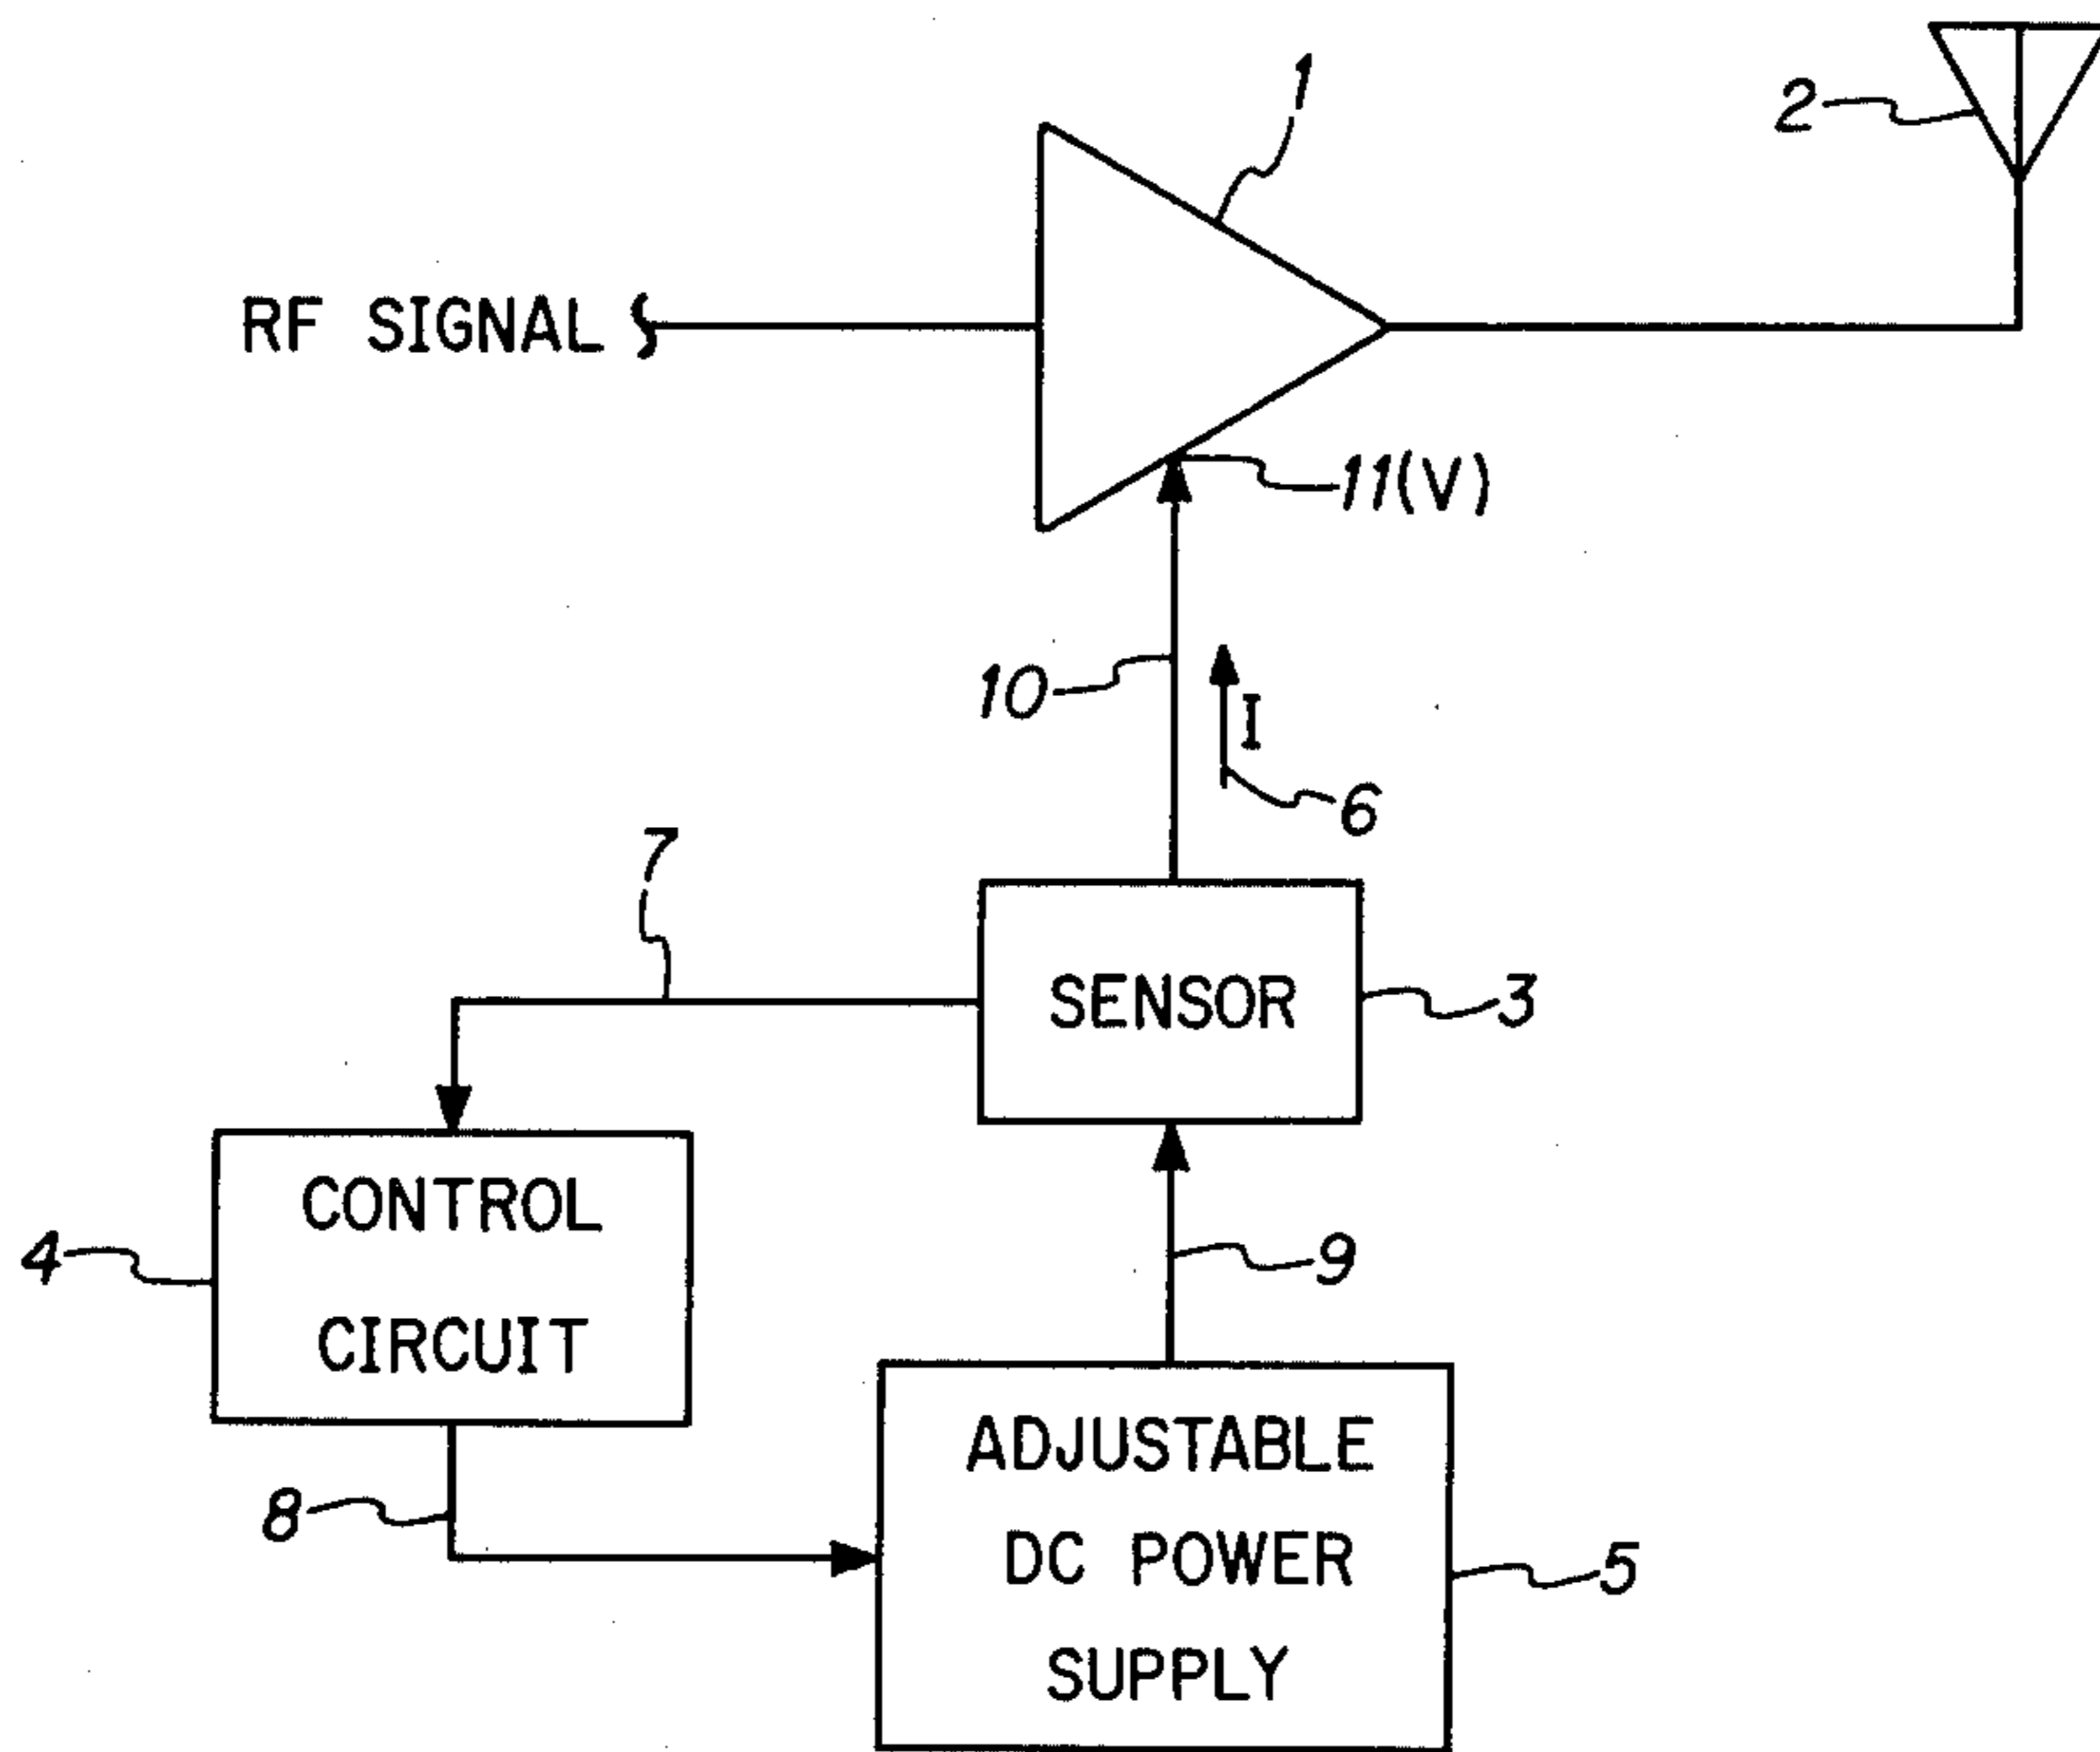 1
2
RF SIGNAL
11(V)
10
I
6
7
SENSOR
3
CONTROL
CIRCUIT
4
9
ADJUSTABLE
DC POWER
SUPPLY
8
5